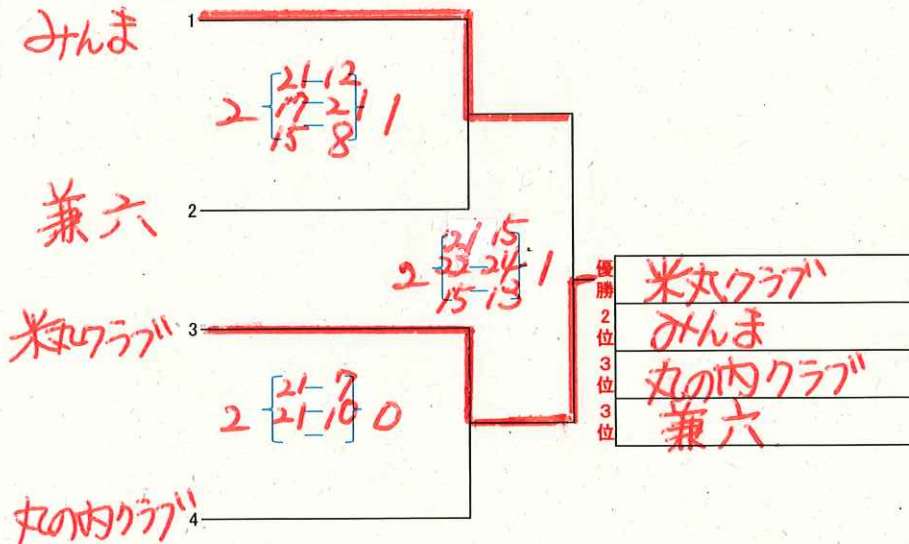 みんま 1
2 21-12 1
17-21
15-8
兼六 2
2 21 15 1
22-24
15-13
米丸クラブ 3
2 21-7 0
21-10
丸の内クラブ 4
優勝 米丸クラブ
2位 みんま
3位 丸の内クラブ
3位 兼六